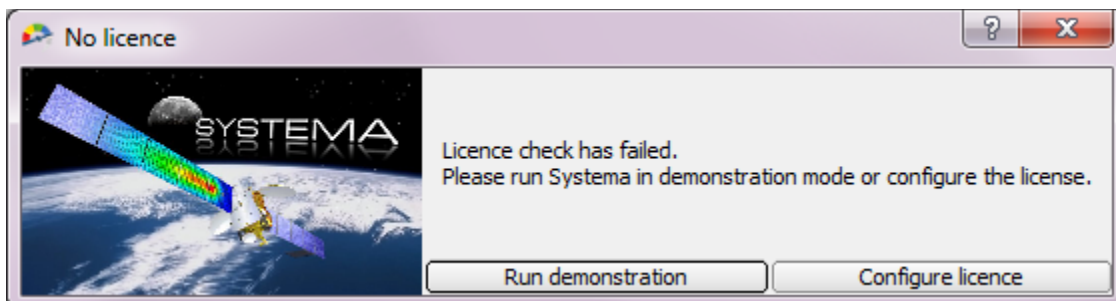 No licence
SYSTEMA
Licence check has failed.
Please run Systema in demonstration mode or configure the license.
Run demonstration
Configure licence